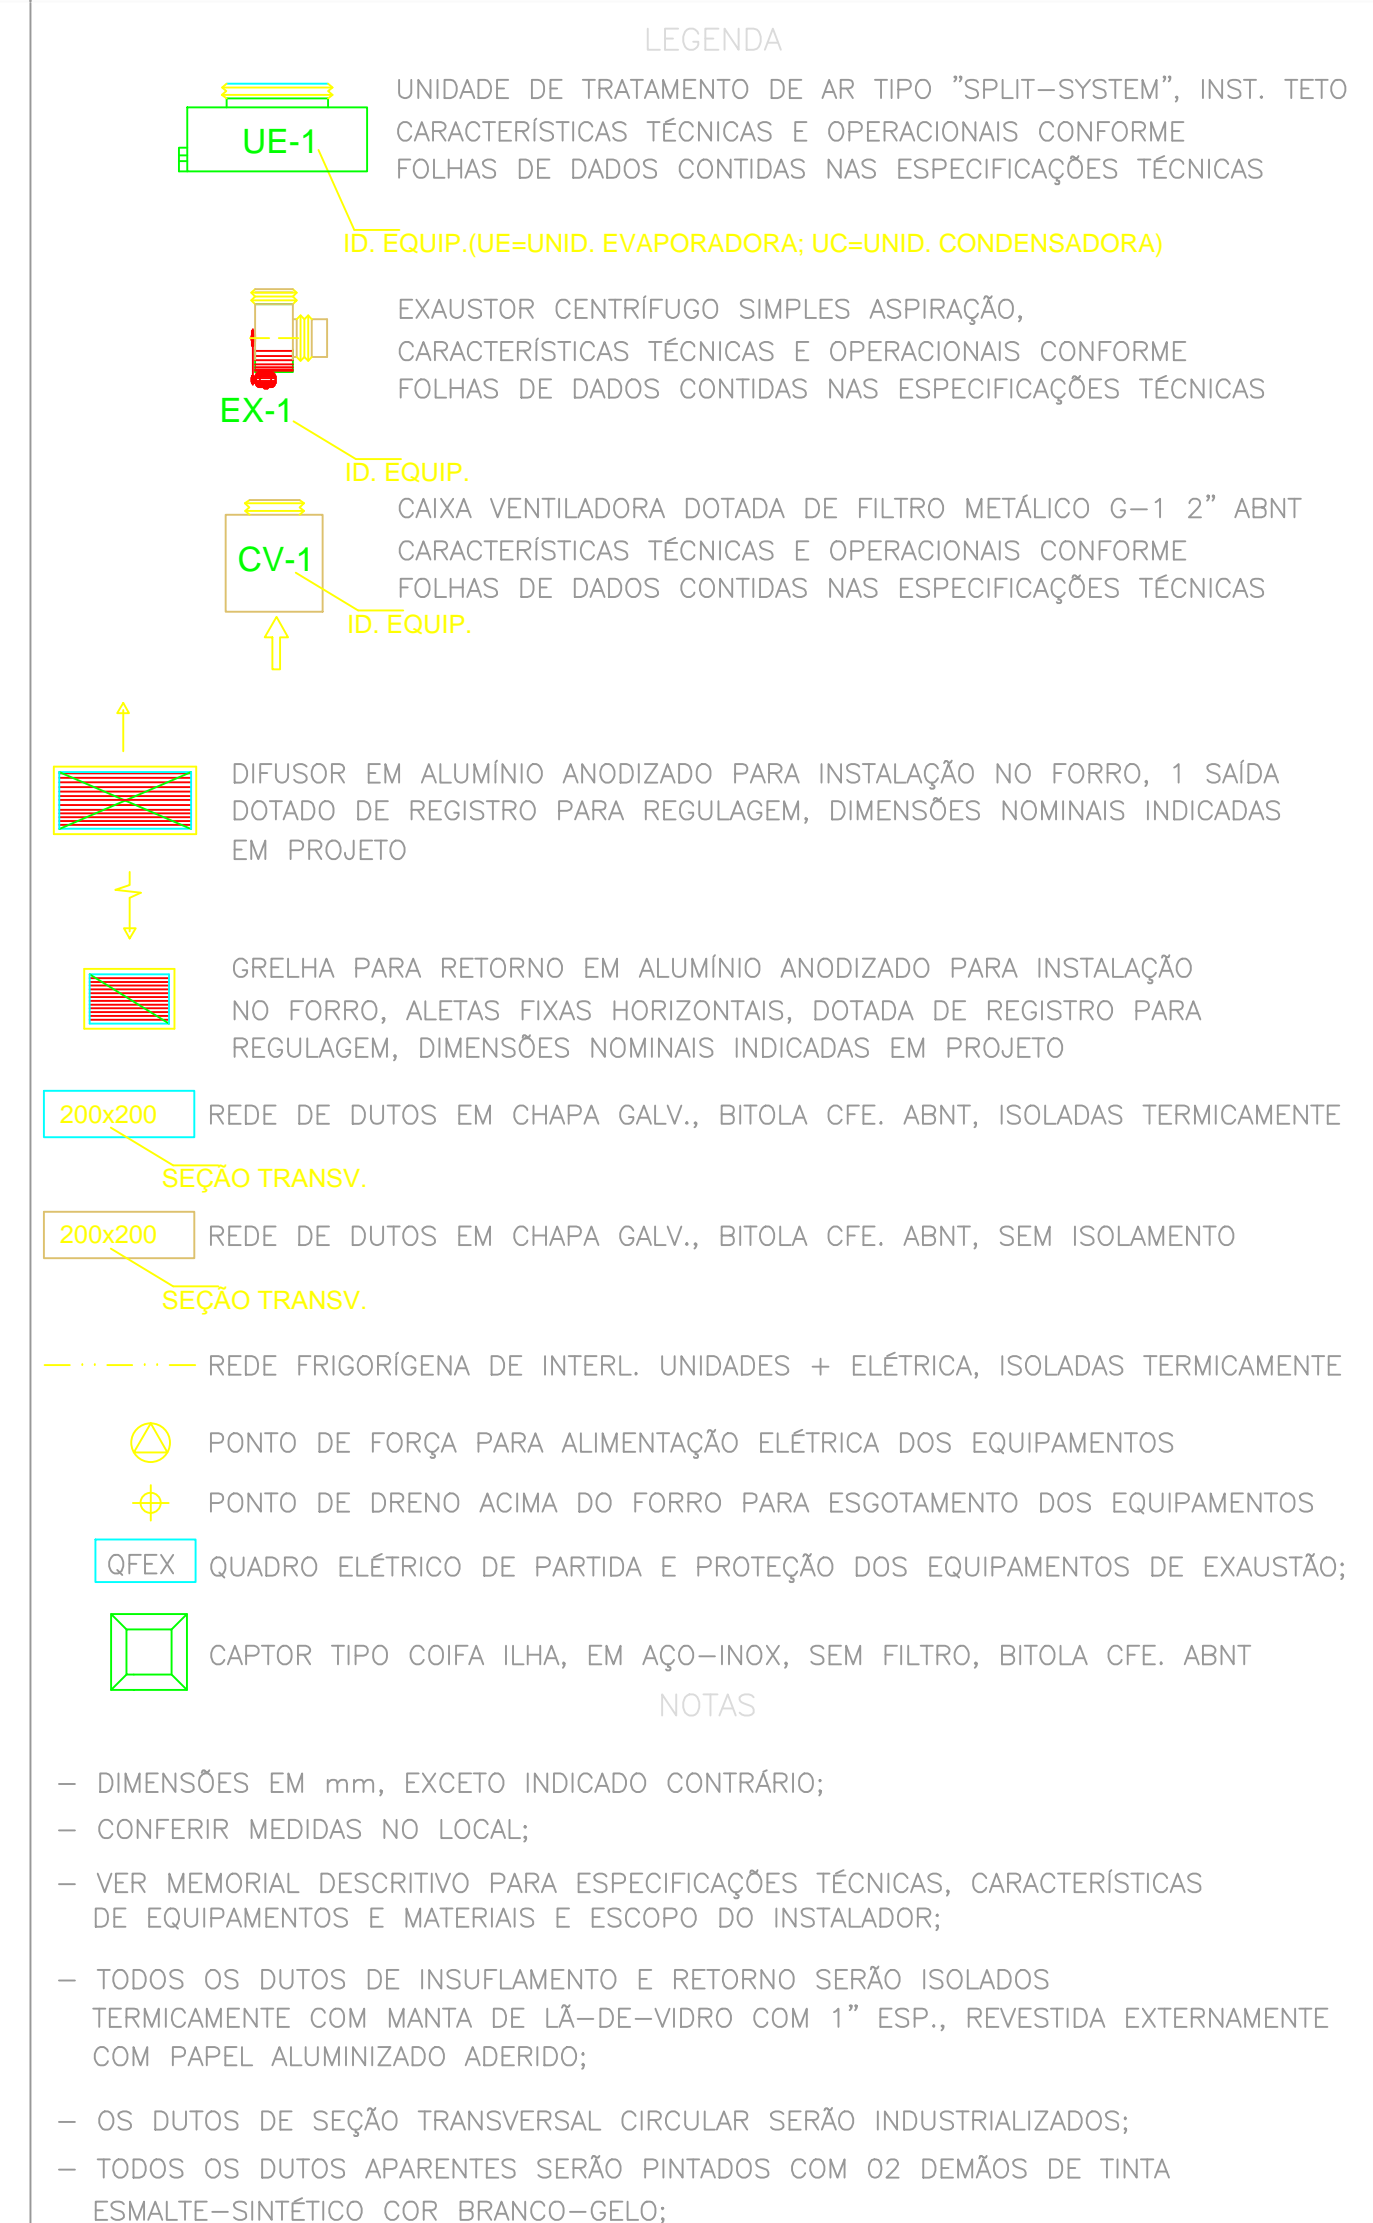 LEGENDA
UNIDADE DE TRATAMENTO DE AR TIPO "SPLIT-SYSTEM", INST. TETO
CARACTERÍSTICAS TÉCNICAS E OPERACIONAIS CONFORME
FOLHAS DE DADOS CONTIDAS NAS ESPECIFICAÇÕES TÉCNICAS
UE-1
ID. EQUIP.(UE=UNID. EVAPORADORA; UC=UNID. CONDENSADORA)
EXAUSTOR CENTRÍFUGO SIMPLES ASPIRAÇÃO,
CARACTERÍSTICAS TÉCNICAS E OPERACIONAIS CONFORME
FOLHAS DE DADOS CONTIDAS NAS ESPECIFICAÇÕES TÉCNICAS
EX-1
ID. EQUIP.
CAIXA VENTILADORA DOTADA DE FILTRO METÁLICO G-1 2" ABNT
CARACTERÍSTICAS TÉCNICAS E OPERACIONAIS CONFORME
FOLHAS DE DADOS CONTIDAS NAS ESPECIFICAÇÕES TÉCNICAS
CV-1
ID. EQUIP.
DIFUSOR EM ALUMÍNIO ANODIZADO PARA INSTALAÇÃO NO FORRO, 1 SAÍDA
DOTADO DE REGISTRO PARA REGULAGEM, DIMENSÕES NOMINAIS INDICADAS
EM PROJETO
GRELHA PARA RETORNO EM ALUMÍNIO ANODIZADO PARA INSTALAÇÃO
NO FORRO, ALETAS FIXAS HORIZONTAIS, DOTADA DE REGISTRO PARA
REGULAGEM, DIMENSÕES NOMINAIS INDICADAS EM PROJETO
200x200
REDE DE DUTOS EM CHAPA GALV., BITOLA CFE. ABNT, ISOLADAS TERMICAMENTE
SEÇÃO TRANSV.
200x200
REDE DE DUTOS EM CHAPA GALV., BITOLA CFE. ABNT, SEM ISOLAMENTO
SEÇÃO TRANSV.
REDE FRIGORÍGENA DE INTERL. UNIDADES + ELÉTRICA, ISOLADAS TERMICAMENTE
PONTO DE FORÇA PARA ALIMENTAÇÃO ELÉTRICA DOS EQUIPAMENTOS
PONTO DE DRENO ACIMA DO FORRO PARA ESGOTAMENTO DOS EQUIPAMENTOS
QFEX
QUADRO ELÉTRICO DE PARTIDA E PROTEÇÃO DOS EQUIPAMENTOS DE EXAUSTÃO;
CAPTOR TIPO COIFA ILHA, EM AÇO-INOX, SEM FILTRO, BITOLA CFE. ABNT
NOTAS
- DIMENSÕES EM mm, EXCETO INDICADO CONTRÁRIO;
- CONFERIR MEDIDAS NO LOCAL;
- VER MEMORIAL DESCRITIVO PARA ESPECIFICAÇÕES TÉCNICAS, CARACTERÍSTICAS
DE EQUIPAMENTOS E MATERIAIS E ESCOPO DO INSTALADOR;
- TODOS OS DUTOS DE INSUFLAMENTO E RETORNO SERÃO ISOLADOS
TERMICAMENTE COM MANTA DE LÃ-DE-VIDRO COM 1" ESP., REVESTIDA EXTERNAMENTE
COM PAPEL ALUMINIZADO ADERIDO;
- OS DUTOS DE SEÇÃO TRANSVERSAL CIRCULAR SERÃO INDUSTRIALIZADOS;
- TODOS OS DUTOS APARENTES SERÃO PINTADOS COM 02 DEMÃOS DE TINTA
ESMALTE-SINTÉTICO COR BRANCO-GELO;